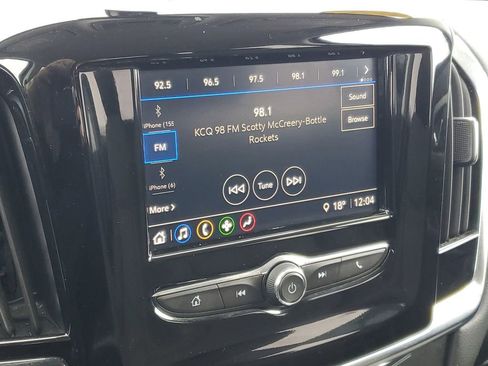 92.5 96.5 97.5 98.1 99.1
98.1
KCQ 98 FM Scotty McCreery-Bottle
Rockets
Sound
Browse
iPhone (15)
FM
iPhone (6)
Tune
More
18° 12:04